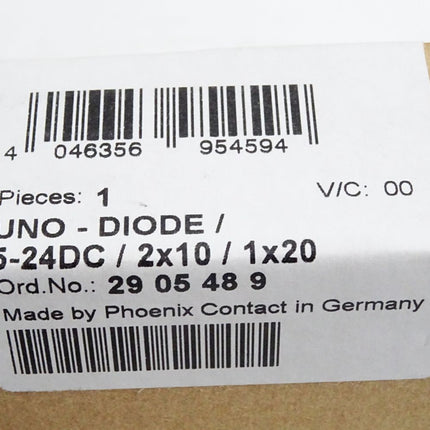 4 046356 954594
Pieces: 1 V/C: 00
UNO - DIODE /
5-24DC / 2x10 / 1x20
Ord.No.: 29 05 48 9
Made by Phoenix Contact in Germany